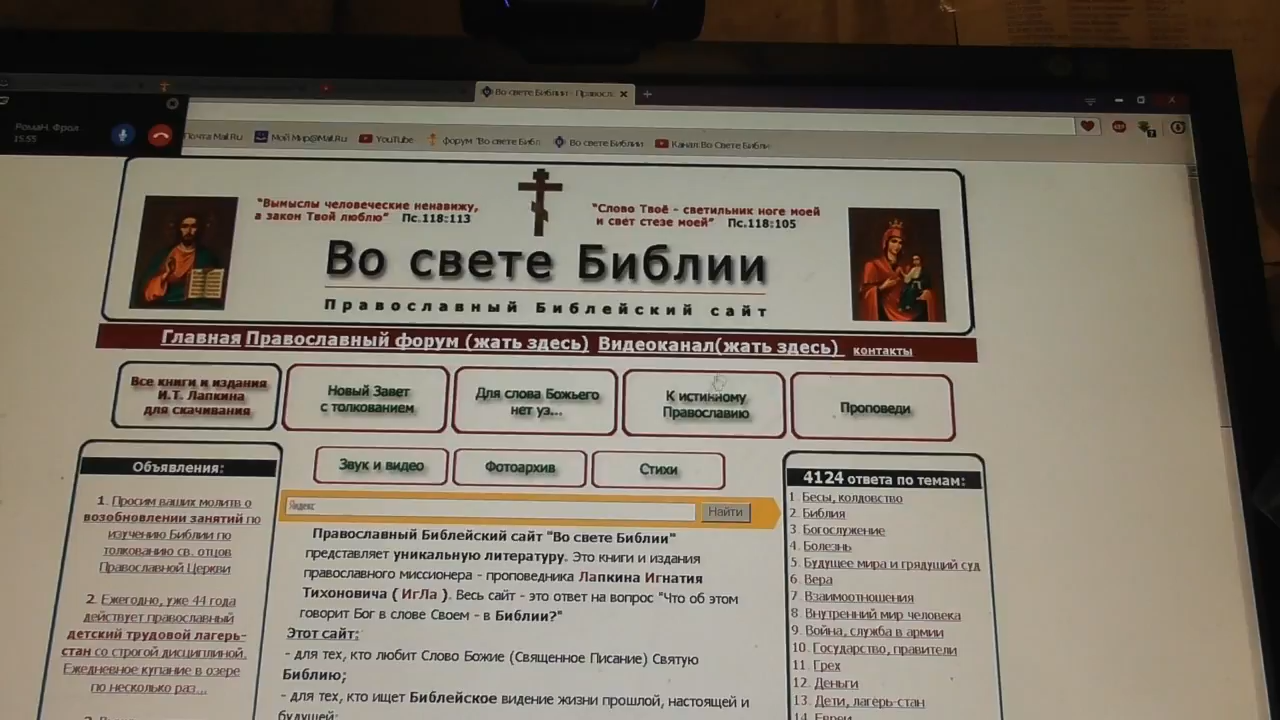 Во свете Библии - Правосл
РомаН. Фрол
15:55
Почта Mail.Ru
Мой Мир@Mail.Ru
YouTube
форум "Во свете Библ
Во свете Библии
Канал Во Свете Библи
"Вымыслы человеческие ненавижу,
а закон Твой люблю" Пс.118:113
"Слово Твоё - светильник ноге моей
и свет стезе моей" Пс.118:105
Во свете Библии
Православный Библейский сайт
Главная Православный форум (жать здесь) Видеоканал(жать здесь) контакты
Все книги и издания
И.Т. Лапкина
для скачивания
Новый Завет
с толкованием
Для слова Божьего
нет уз...
К истинному
Православию
Проповеди
Звук и видео
Фотоархив
Стихи
Объявления:
1. Просим ваших молитв о
возобновлении занятий по
изучению Библии по
толкованию св. отцов
Православной Церкви
2. Ежегодно, уже 44 года
действует православный
детский трудовой лагерь-
стан со строгой дисциплиной.
Ежедневное купание в озере
по несколько раз...
Яндекс
Найти
Православный Библейский сайт "Во свете Библии"
представляет уникальную литературу. Это книги и издания
православного миссионера - проповедника Лапкина Игнатия
Тихоновича ( ИгЛа ). Весь сайт - это ответ на вопрос "Что об этом
говорит Бог в слове Своем - в Библии?"
Этот сайт:
- для тех, кто любит Слово Божие (Священное Писание) Святую
Библию;
- для тех, кто ищет Библейское видение жизни прошлой, настоящей и
будущей;
4124 ответа по темам:
1. Бесы, колдовство
2. Библия
3. Богослужение
4. Болезнь
5. Будущее мира и грядущий суд
6. Вера
7. Взаимоотношения
8. Внутренний мир человека
9. Война, служба в армии
10. Государство, правители
11. Грех
12. Деньги
13. Дети, лагерь-стан
14. Евреи